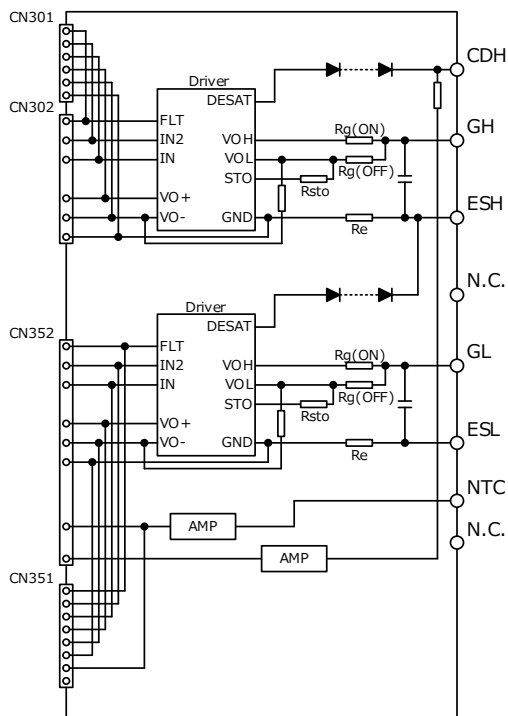 CN301
CDH
Driver
DESAT
CN302
FLT
IN2
IN
VO+
VO-
VOH
VOL
STO
GND
Rg(ON)
Rg(OFF)
Rsto
Re
GH
ESH
N.C.
Driver
DESAT
CN352
FLT
IN2
IN
VO+
VO-
VOH
VOL
STO
GND
Rg(ON)
Rg(OFF)
Rsto
Re
GL
ESL
NTC
AMP
N.C.
AMP
CN351